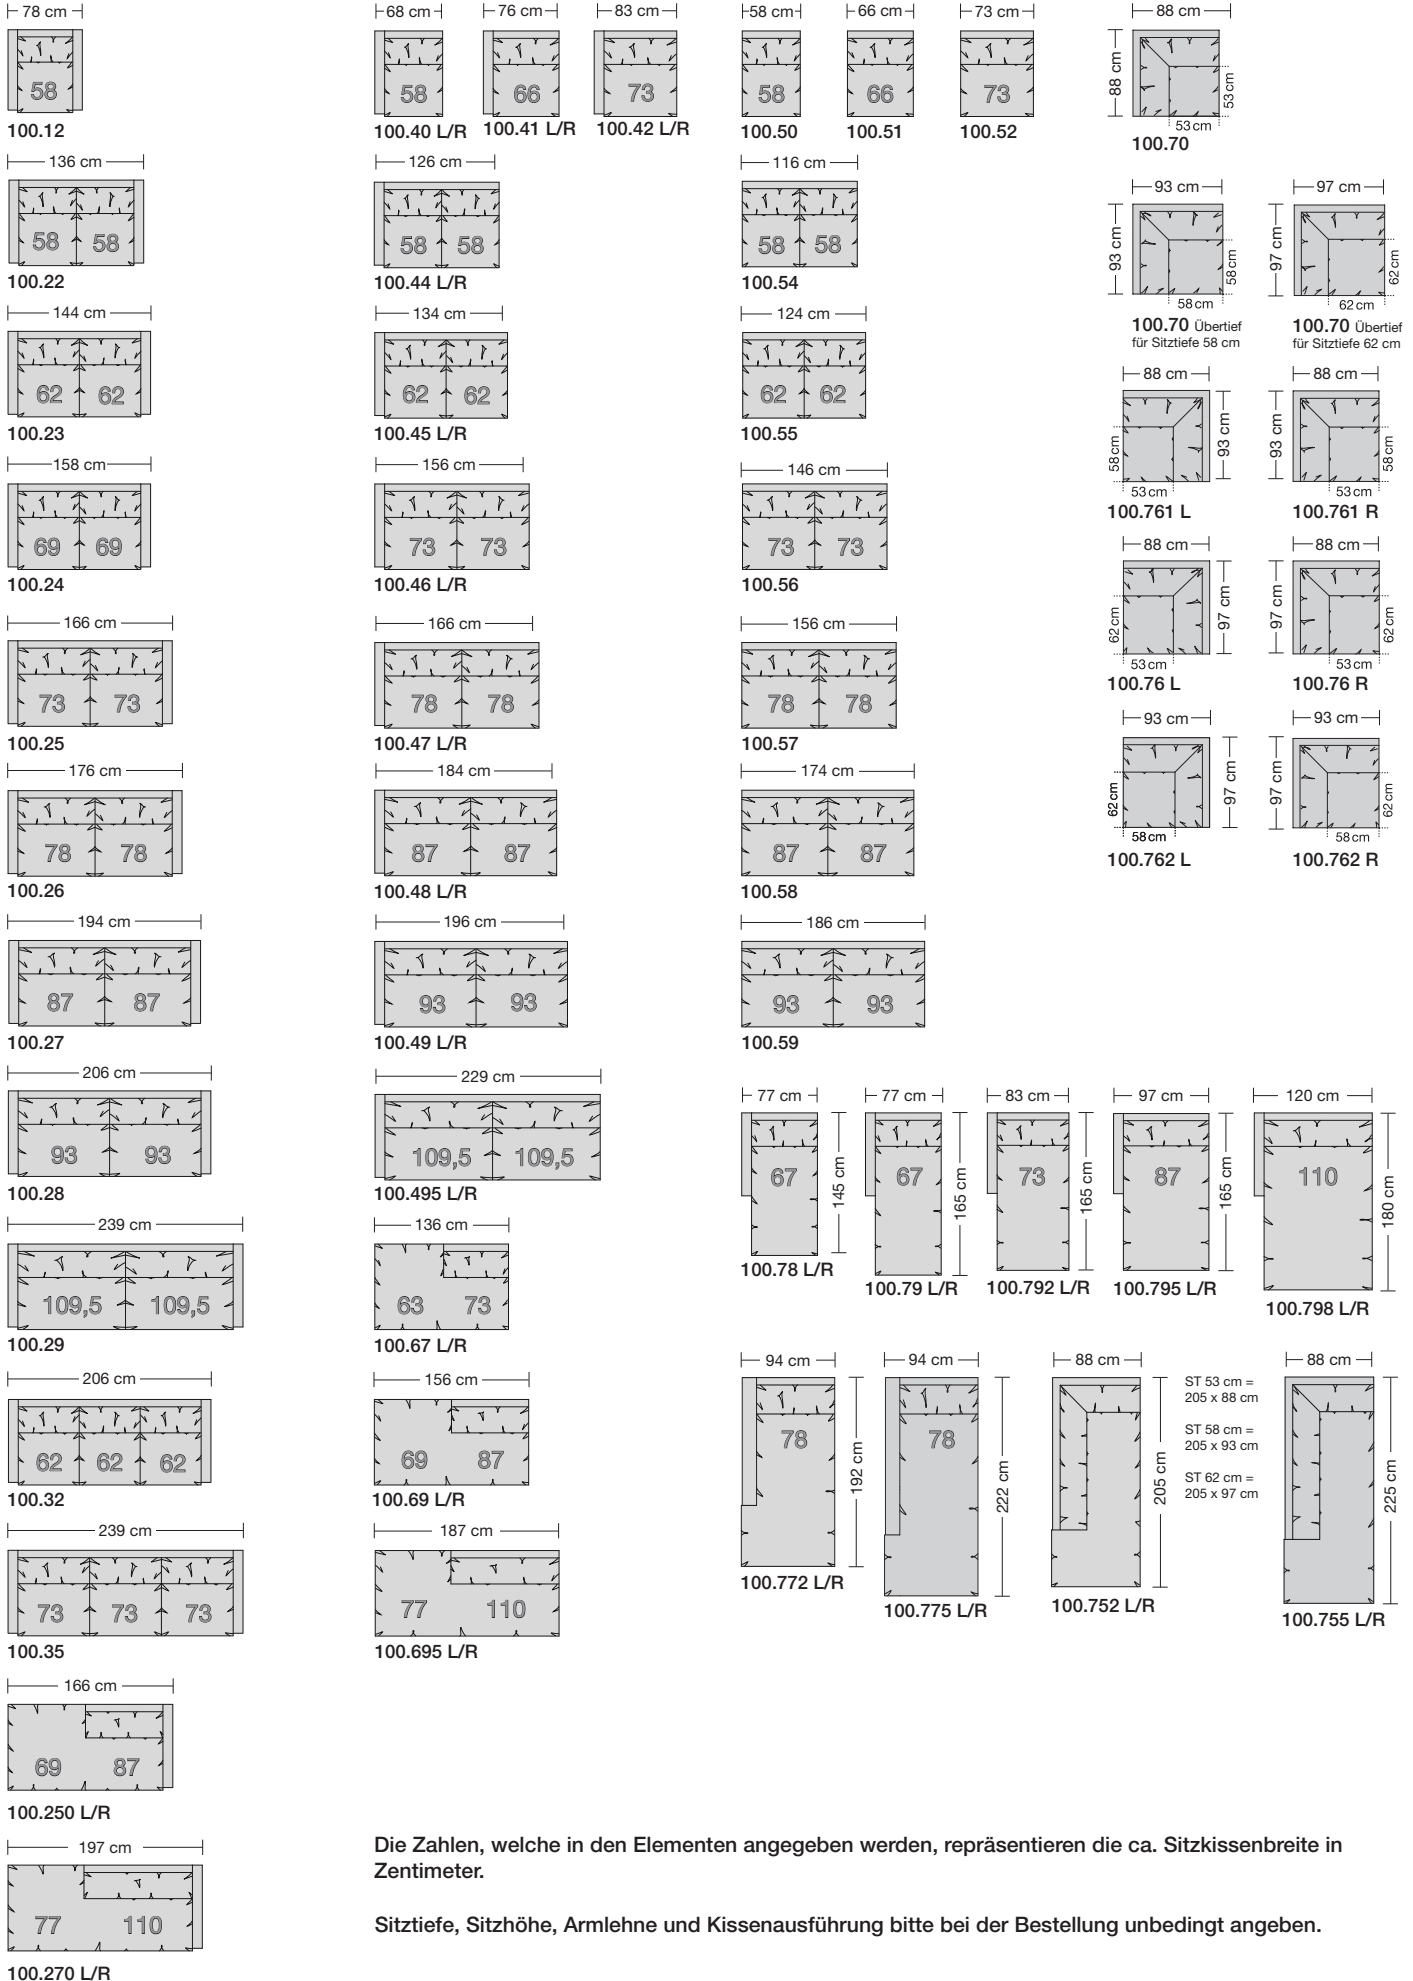 78 cm
58
100.12
136 cm
58 58
100.22
144 cm
62 62
100.23
158 cm
69 69
100.24
166 cm
73 73
100.25
176 cm
78 78
100.26
194 cm
87 87
100.27
206 cm
93 93
100.28
239 cm
109,5 109,5
100.29
206 cm
62 62 62
100.32
239 cm
73 73 73
100.35
166 cm
69 87
100.250 L/R
197 cm
77 110
100.270 L/R
68 cm 76 cm 83 cm
58 66 73
100.40 L/R 100.41 L/R 100.42 L/R
126 cm
58 58
100.44 L/R
134 cm
62 62
100.45 L/R
156 cm
73 73
100.46 L/R
166 cm
78 78
100.47 L/R
184 cm
87 87
100.48 L/R
196 cm
93 93
100.49 L/R
229 cm
109,5 109,5
100.495 L/R
136 cm
63 73
100.67 L/R
156 cm
69 87
100.69 L/R
187 cm
77 110
100.695 L/R
58 cm 66 cm 73 cm
58 66 73
100.50 100.51 100.52
116 cm
58 58
100.54
124 cm
62 62
100.55
146 cm
73 73
100.56
156 cm
78 78
100.57
174 cm
87 87
100.58
186 cm
93 93
100.59
88 cm
88 cm
53 cm
53 cm
100.70
93 cm
93 cm
58 cm
58 cm
100.70 Übertief
für Sitztiefe 58 cm
97 cm
97 cm
62 cm
62 cm
100.70 Übertief
für Sitztiefe 62 cm
88 cm
58 cm
93 cm
53 cm
100.761 L
88 cm
93 cm
58 cm
53 cm
100.761 R
88 cm
62 cm
97 cm
53 cm
100.76 L
88 cm
97 cm
62 cm
53 cm
100.76 R
93 cm
62 cm
97 cm
58 cm
100.762 L
93 cm
97 cm
62 cm
58 cm
100.762 R
77 cm
67
145 cm
100.78 L/R
77 cm
67
165 cm
100.79 L/R
83 cm
73
165 cm
100.792 L/R
97 cm
87
165 cm
100.795 L/R
120 cm
110
180 cm
100.798 L/R
94 cm
78
192 cm
100.772 L/R
94 cm
78
222 cm
100.775 L/R
88 cm
205 cm
100.752 L/R
ST 53 cm =
205 x 88 cm
ST 58 cm =
205 x 93 cm
ST 62 cm =
205 x 97 cm
88 cm
225 cm
100.755 L/R
Die Zahlen, welche in den Elementen angegeben werden, repräsentieren die ca. Sitzkissenbreite in
Zentimeter.
Sitztiefe, Sitzhöhe, Armlehne und Kissenausführung bitte bei der Bestellung unbedingt angeben.